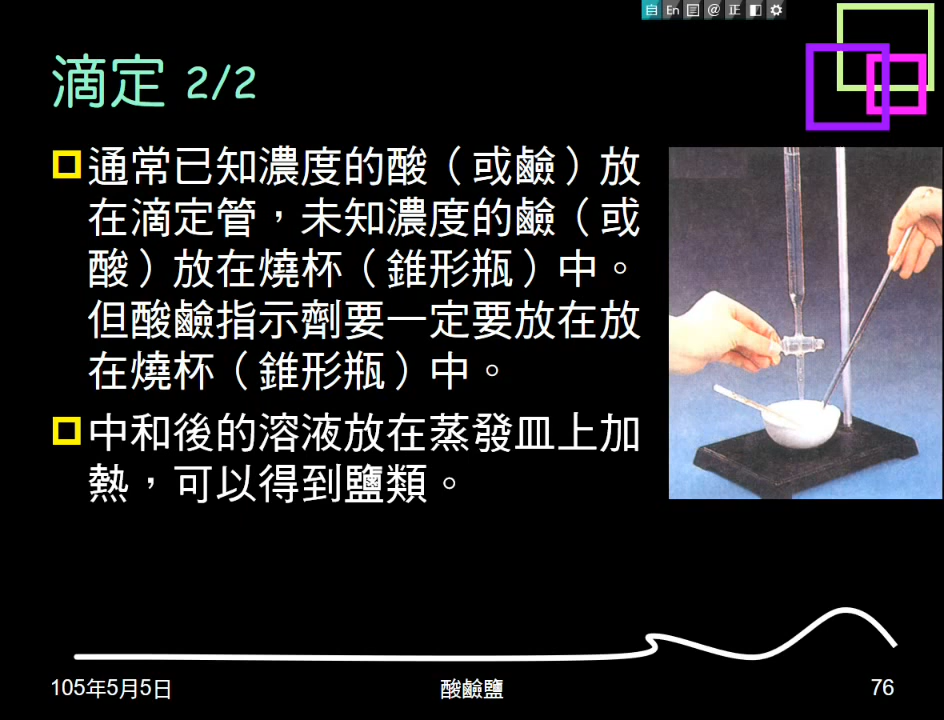 自 En @ 正
滴定 2/2
通常已知濃度的酸（或鹼）放
在滴定管，未知濃度的鹼（或
酸）放在燒杯（錐形瓶）中。
但酸鹼指示劑要一定要放在放
在燒杯（錐形瓶）中。
中和後的溶液放在蒸發皿上加
熱，可以得到鹽類。
105年5月5日
酸鹼鹽
76